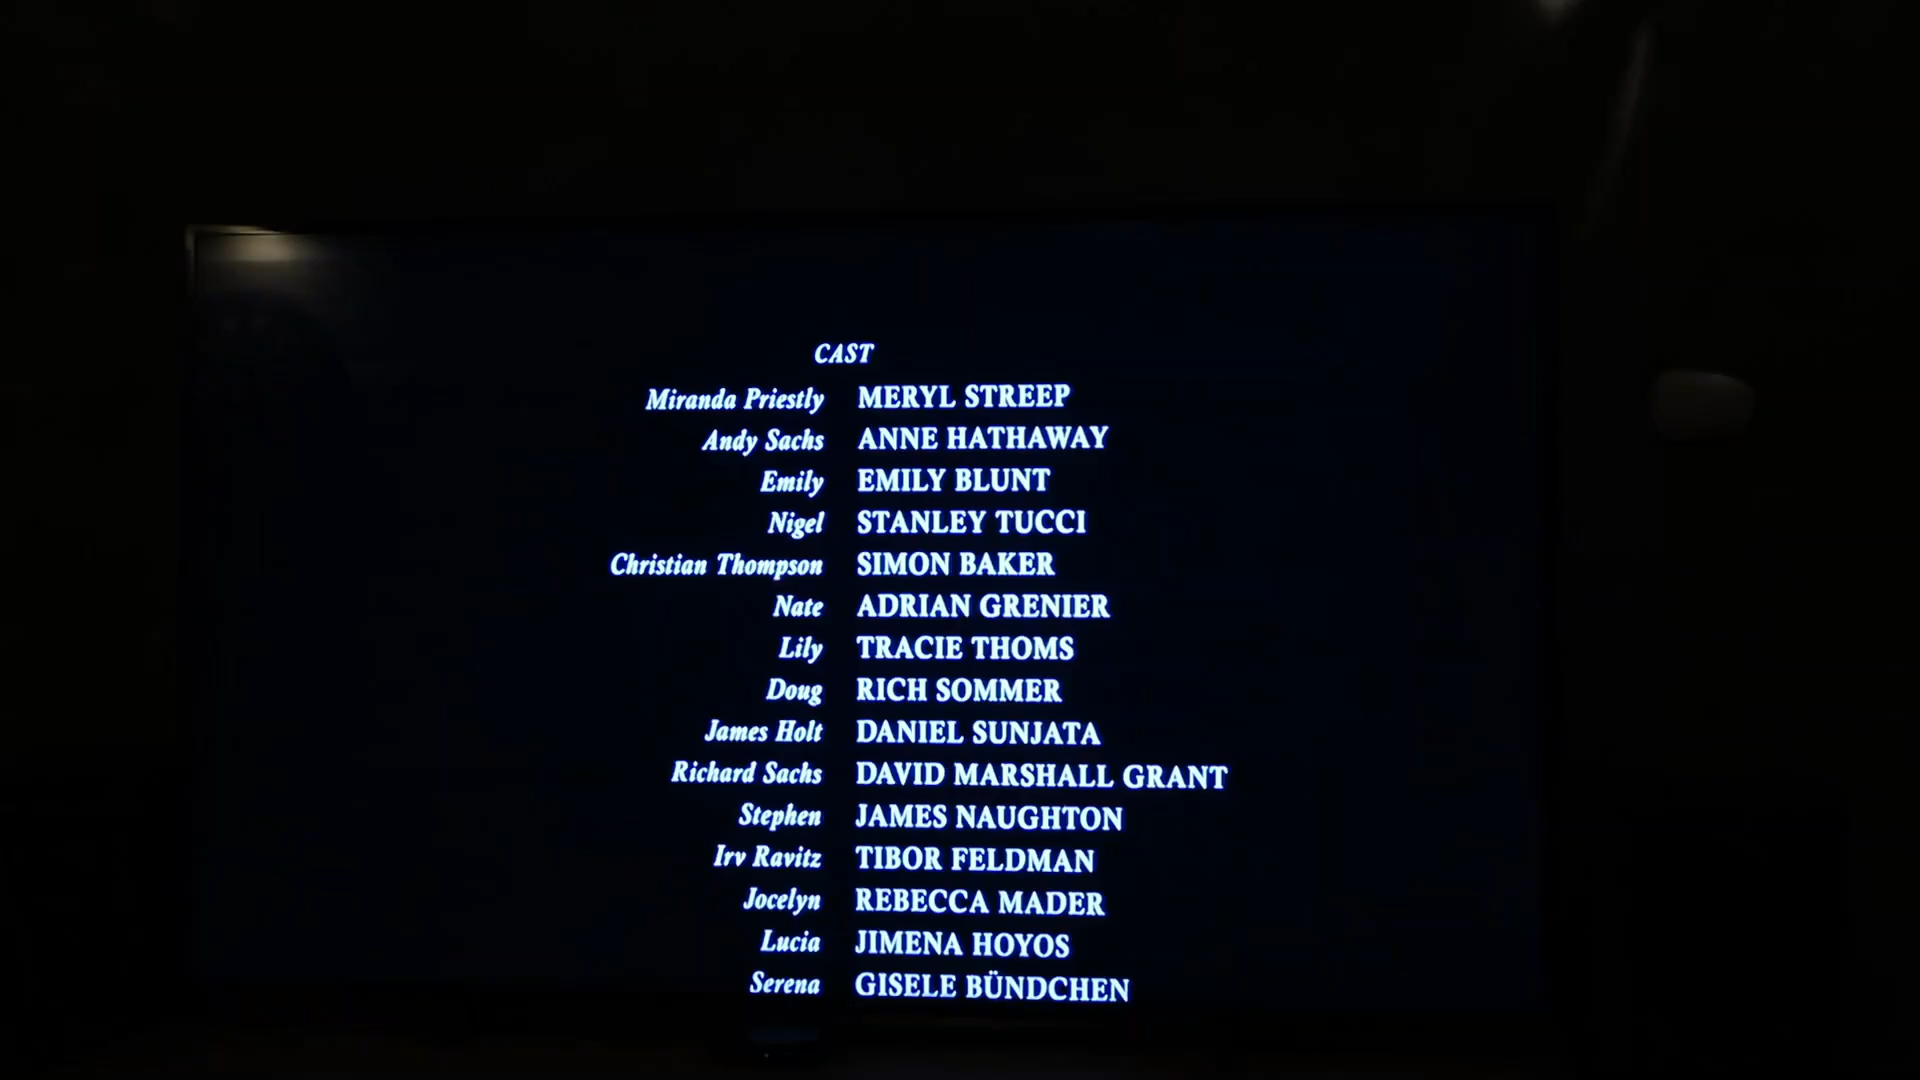 CAST
Miranda Priestly MERYL STREEP
Andy Sachs ANNE HATHAWAY
Emily EMILY BLUNT
Nigel STANLEY TUCCI
Christian Thompson SIMON BAKER
Nate ADRIAN GRENIER
Lily TRACIE THOMS
Doug RICH SOMMER
James Holt DANIEL SUNJATA
Richard Sachs DAVID MARSHALL GRANT
Stephen JAMES NAUGHTON
Irv Ravitz TIBOR FELDMAN
Jocelyn REBECCA MADER
Lucia JIMENA HOYOS
Serena GISELE BÜNDCHEN